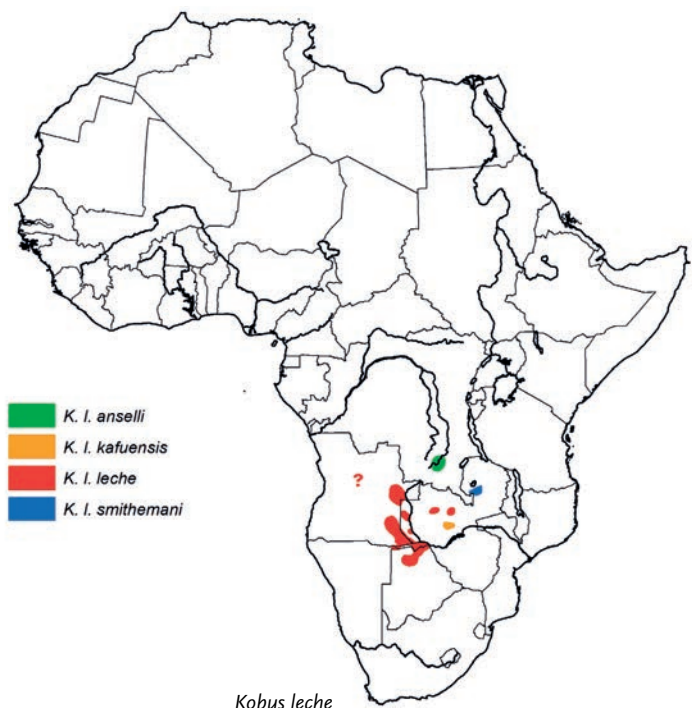 K. l. anselli
K. l. kafuensis
K. l. leche
K. l. smithemani
?
Kobus leche